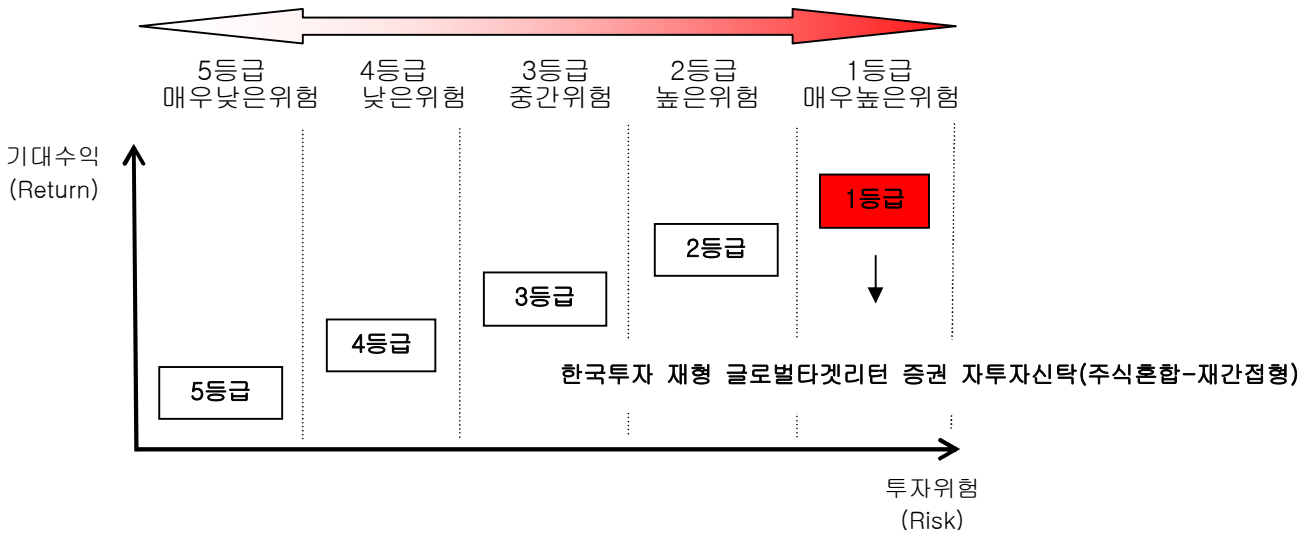 5등급 4등급 3등급 2등급 1등급
매우낮은위험 낮은위험 중간위험 높은위험 매우높은위험
기대수익
(Return)
1등급
2등급
3등급
4등급
한국투자 재형 글로벌타겟리턴 증권 자투자신탁(주식혼합-재간접형)
5등급
투자위험
(Risk)